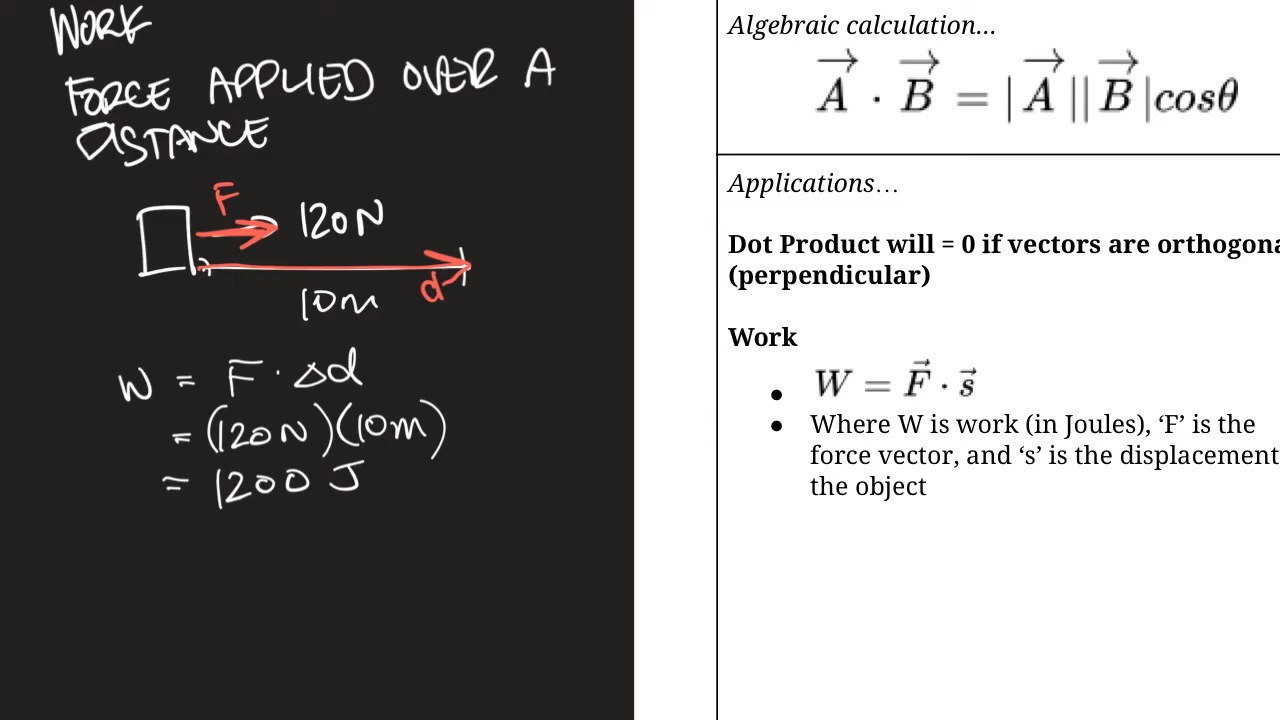 WORK
FORCE APPLIED OVER A
DISTANCE
F
120N
d
10m
W = F · Δd
= (120N)(10m)
= 1200 J
Algebraic calculation...
A · B = |A||B|cosθ
Applications...
Dot Product will = 0 if vectors are orthogona
(perpendicular)
Work
● W = F · s
● Where W is work (in Joules), ‘F’ is the
force vector, and ‘s’ is the displacement
the object